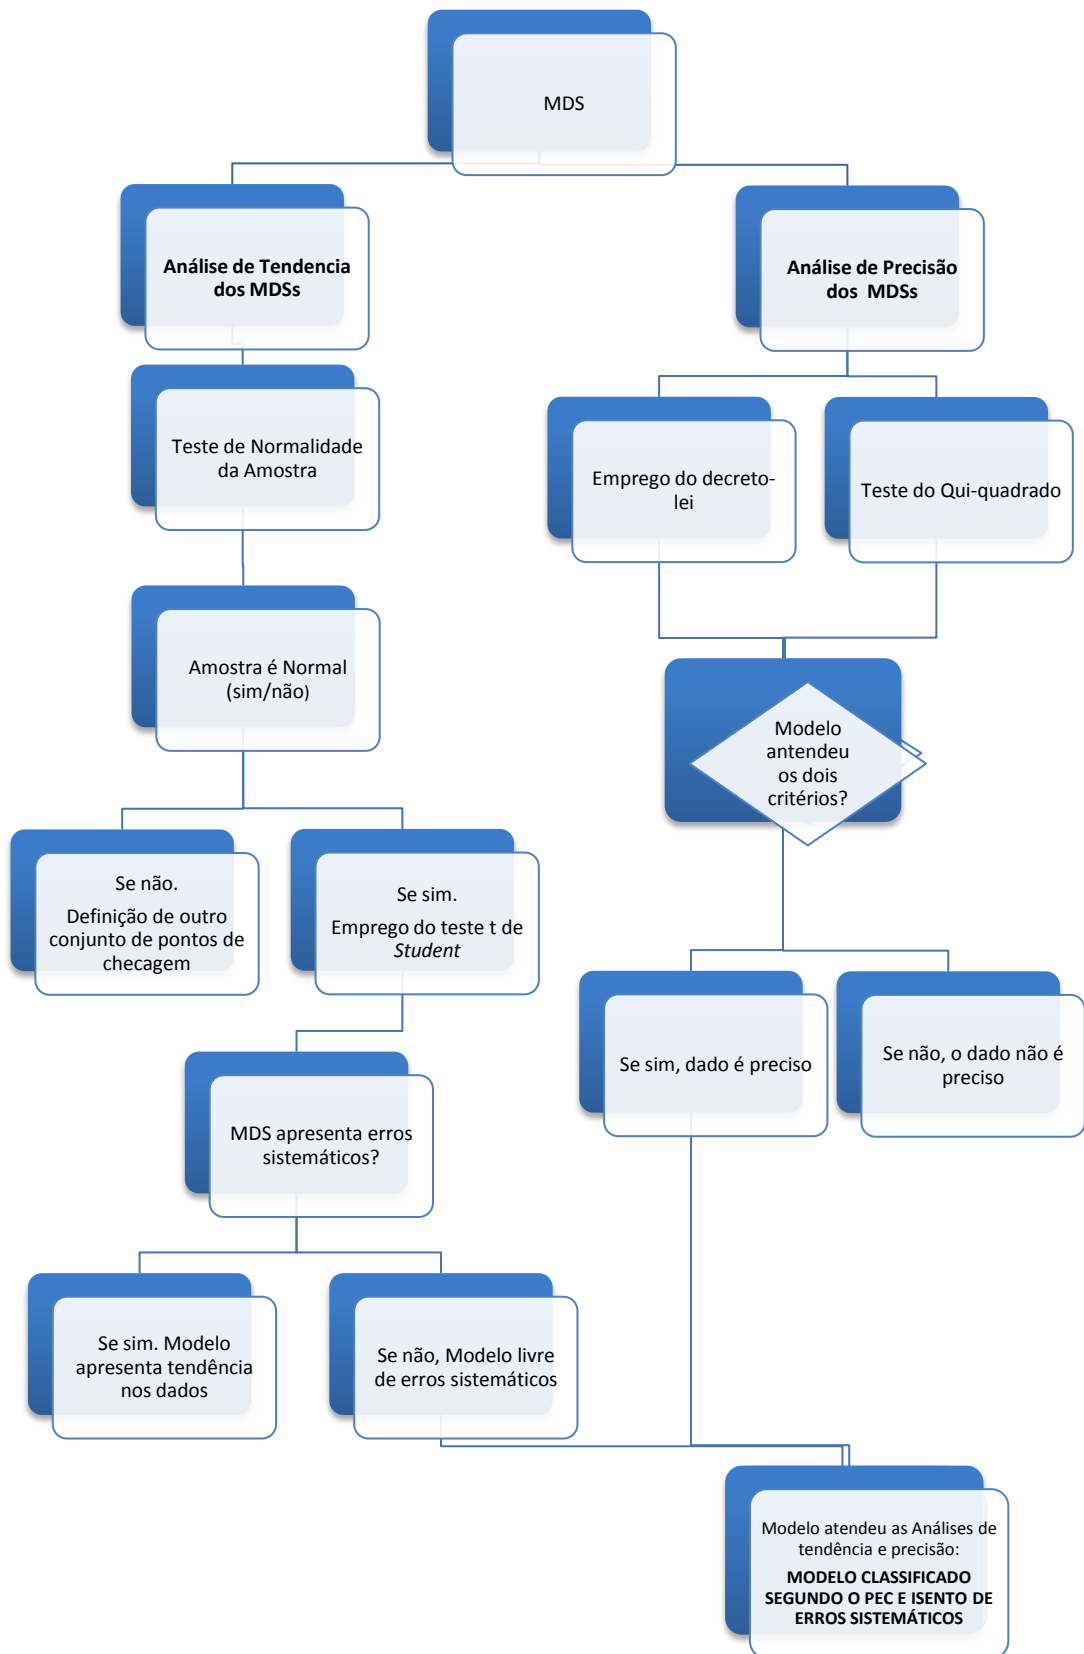 MDS
Análise de Tendencia
dos MDSs
Análise de Precisão
dos MDSs
Teste de Normalidade
da Amostra
Emprego do decreto-
lei
Teste do Qui-quadrado
Amostra é Normal
(sim/não)
Modelo
antendeu
os dois
critérios?
Se não.
Definição de outro
conjunto de pontos de
checagem
Se sim.
Emprego do teste t de
Student
Se sim, dado é preciso
Se não, o dado não é
preciso
MDS apresenta erros
sistemáticos?
Se sim. Modelo
apresenta tendência
nos dados
Se não, Modelo livre
de erros sistemáticos
Modelo atendeu as Análises de
tendência e precisão:
MODELO CLASSIFICADO
SEGUNDO O PEC E ISENTO DE
ERROS SISTEMÁTICOS